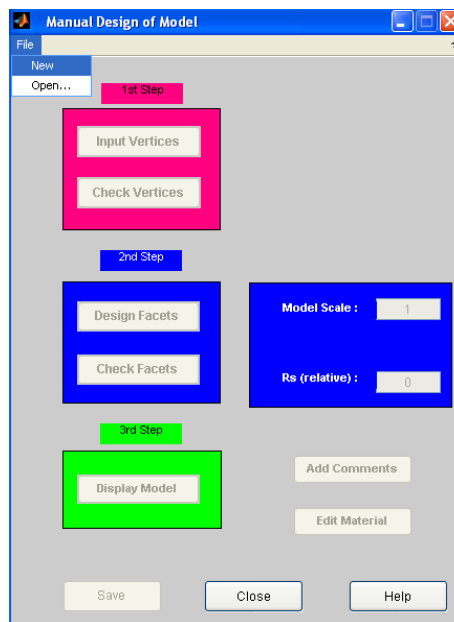 Manual Design of Model
File
New
Open...
1st Step
Input Vertices
Check Vertices
2nd Step
Design Facets
Model Scale :
1
Check Facets
Rs (relative) :
0
3rd Step
Display Model
Add Comments
Edit Material
Save
Close
Help